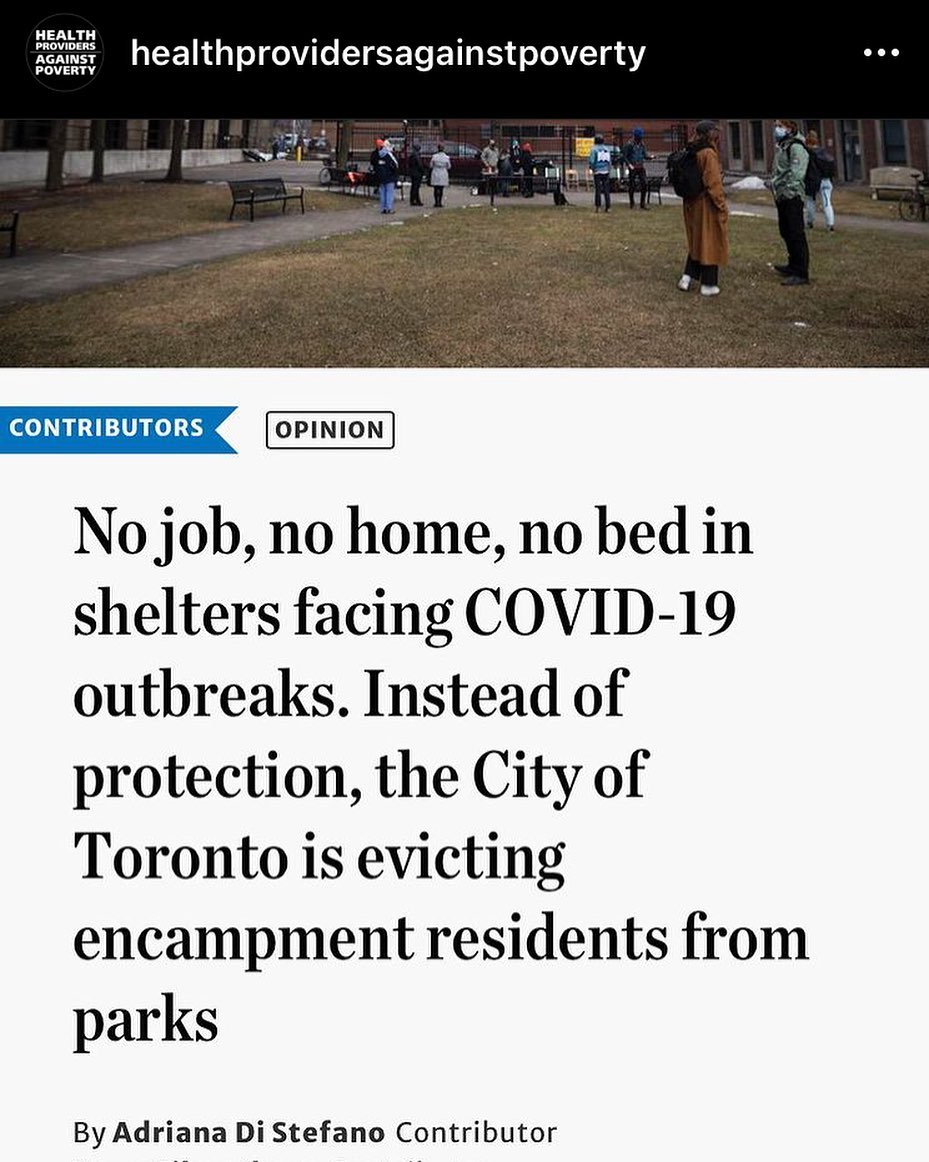 HEALTH
PROVIDERS
AGAINST
POVERTY
healthprovidersagainstpoverty
CONTRIBUTORS
OPINION
No job, no home, no bed in
shelters facing COVID-19
outbreaks. Instead of
protection, the City of
Toronto is evicting
encampment residents from
parks
By Adriana Di Stefano Contributor